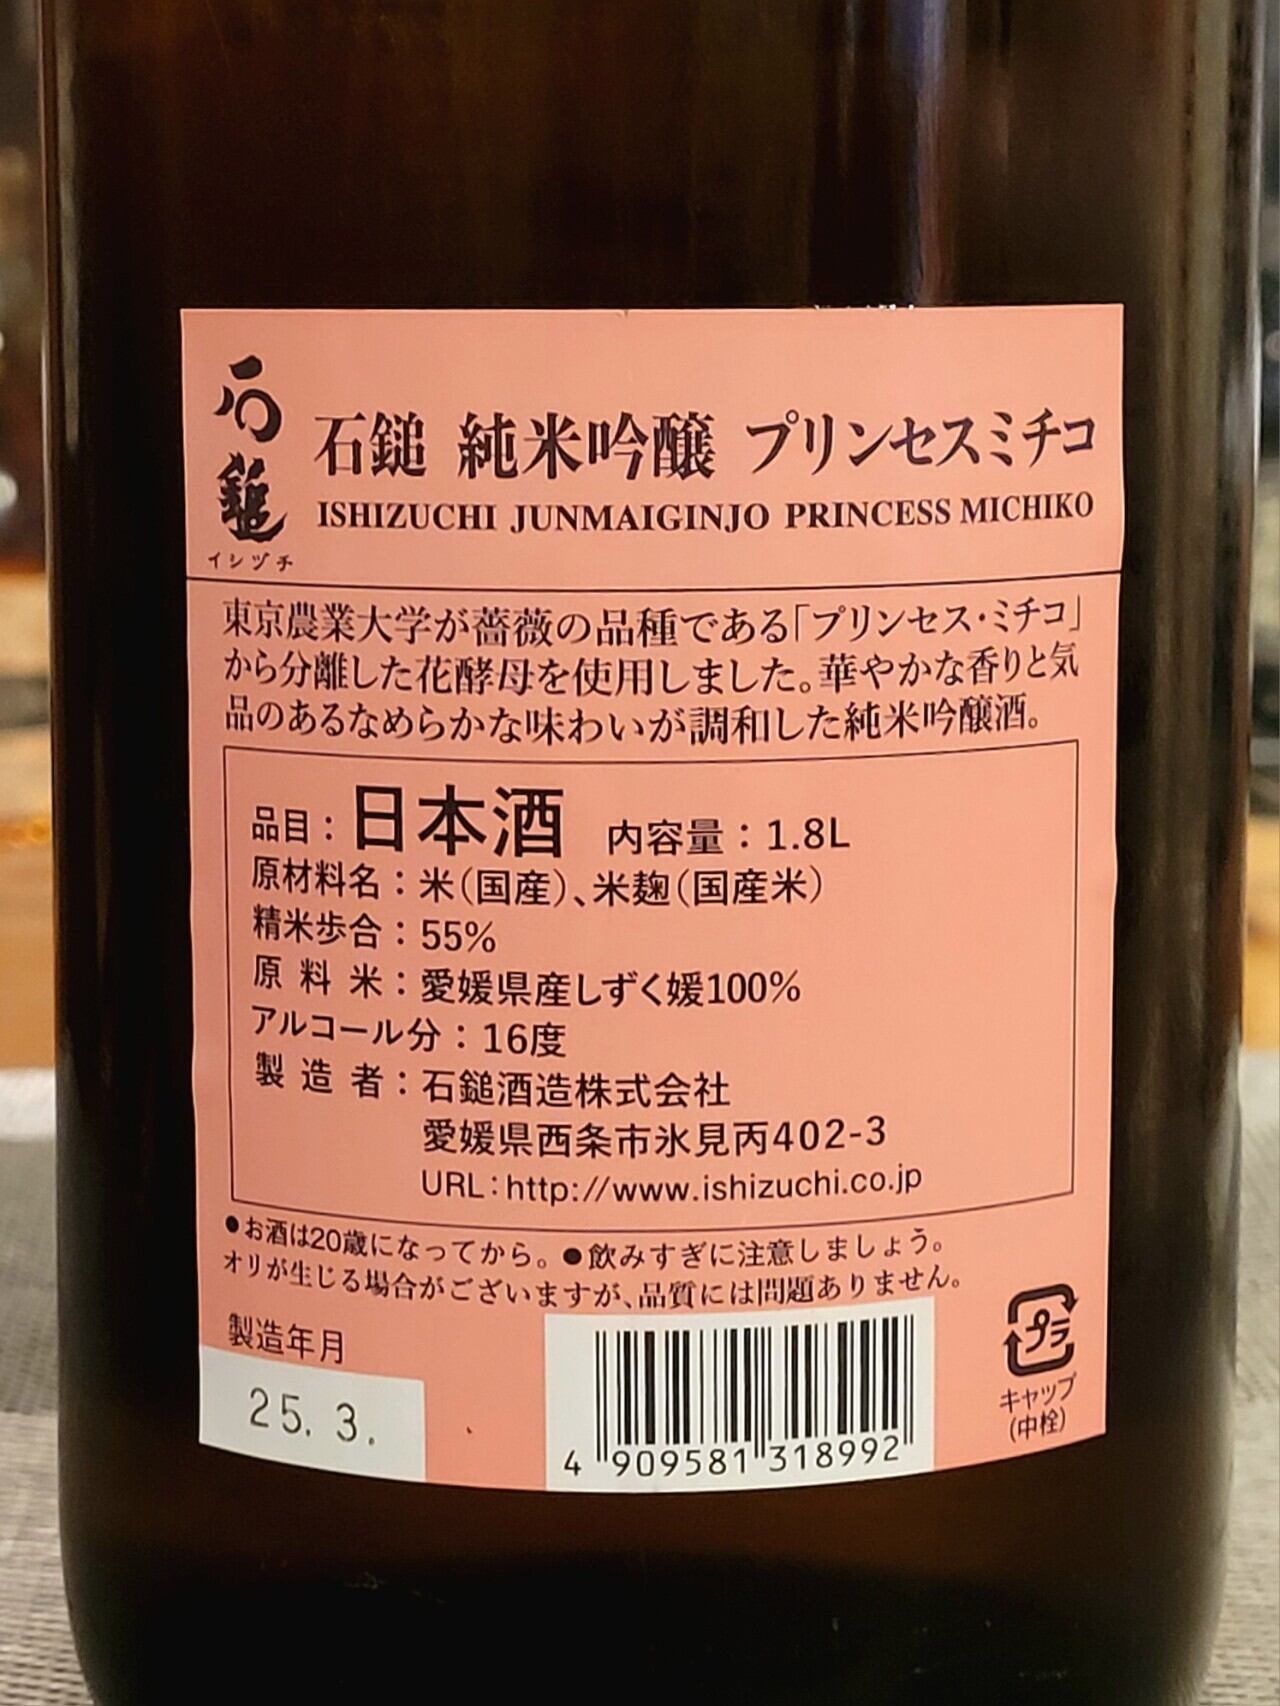 石鎚
イシヅチ
石鎚 純米吟醸 プリンセスミチコ
ISHIZUCHI JUNMAIGINJO PRINCESS MICHIKO
東京農業大学が薔薇の品種である「プリンセス・ミチコ」
から分離した花酵母を使用しました。華やかな香りと気
品のあるなめらかな味わいが調和した純米吟醸酒。
品目：日本酒 内容量：1.8L
原材料名：米（国産）、米麹（国産米）
精米歩合：55%
原料米：愛媛県産しずく媛100%
アルコール分：16度
製造者：石鎚酒造株式会社
愛媛県西条市氷見丙402-3
URL：http://www.ishizuchi.co.jp
●お酒は20歳になってから。●飲みすぎに注意しましょう。
オリが生じる場合がございますが、品質には問題ありません。
製造年月
25. 3.
4 909581 318992
プラ
キャップ
(中栓)